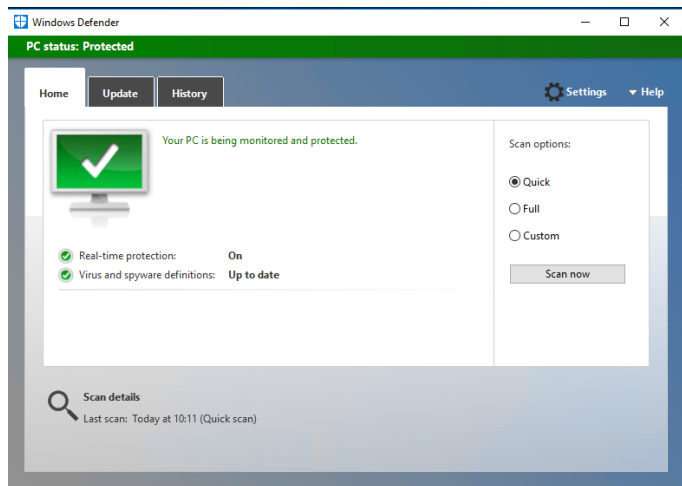 Windows Defender
PC status: Protected
Home Update History Settings Help
Your PC is being monitored and protected.
Real-time protection: On
Virus and spyware definitions: Up to date
Scan options:
Quick
Full
Custom
Scan now
Scan details
Last scan: Today at 10:11 (Quick scan)